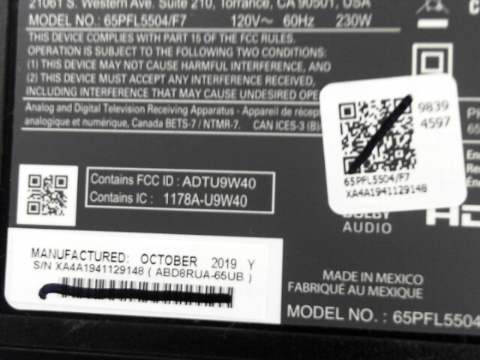 21061 S. Western Ave. Suite 210, Torrance, CA 90501, USA
MODEL NO.: 65PFL5504/F7 120V~ 60Hz 230W
THIS DEVICE COMPLIES WITH PART 15 OF THE FCC RULES.
OPERATION IS SUBJECT TO THE FOLLOWING TWO CONDITIONS:
(1) THIS DEVICE MAY NOT CAUSE HARMFUL INTERFERENCE, AND
(2) THIS DEVICE MUST ACCEPT ANY INTERFERENCE RECEIVED,
INCLUDING INTERFERENCE THAT MAY CAUSE UNDESIRED OPE
Analog and Digital Television Receiving Apparatus - Appareil de récep
analogique et numérique, Canada BETS-7 / NTMR-7. CAN ICES-3 (B)
9839
4597
65PFL5504/F7
XA4A1941129148
Contains FCC ID : ADTU9W40
Contains IC : 1178A-U9W40
DOLBY
AUDIO
HD
MANUFACTURED: OCTOBER 2019 Y
S/N XA4A1941129148 ( ABD8RUA-65UB )
MADE IN MEXICO
FABRIQUÉ AU MEXIQUE
MODEL NO. : 65PFL5504